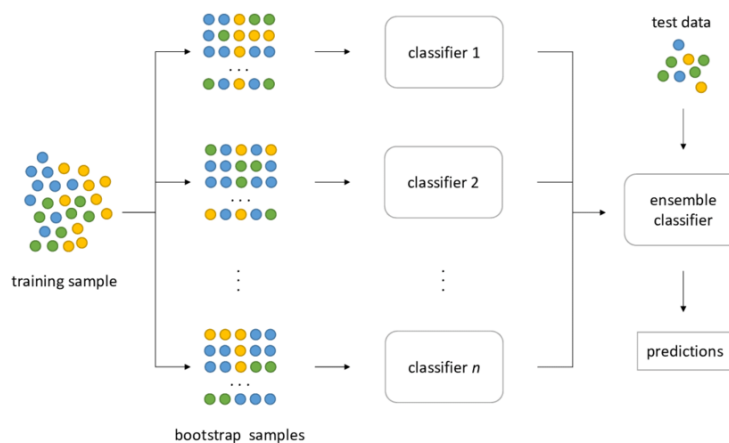 test data
classifier 1
...
classifier 2
ensemble
classifier
...
training sample
classifier n
predictions
...
bootstrap samples